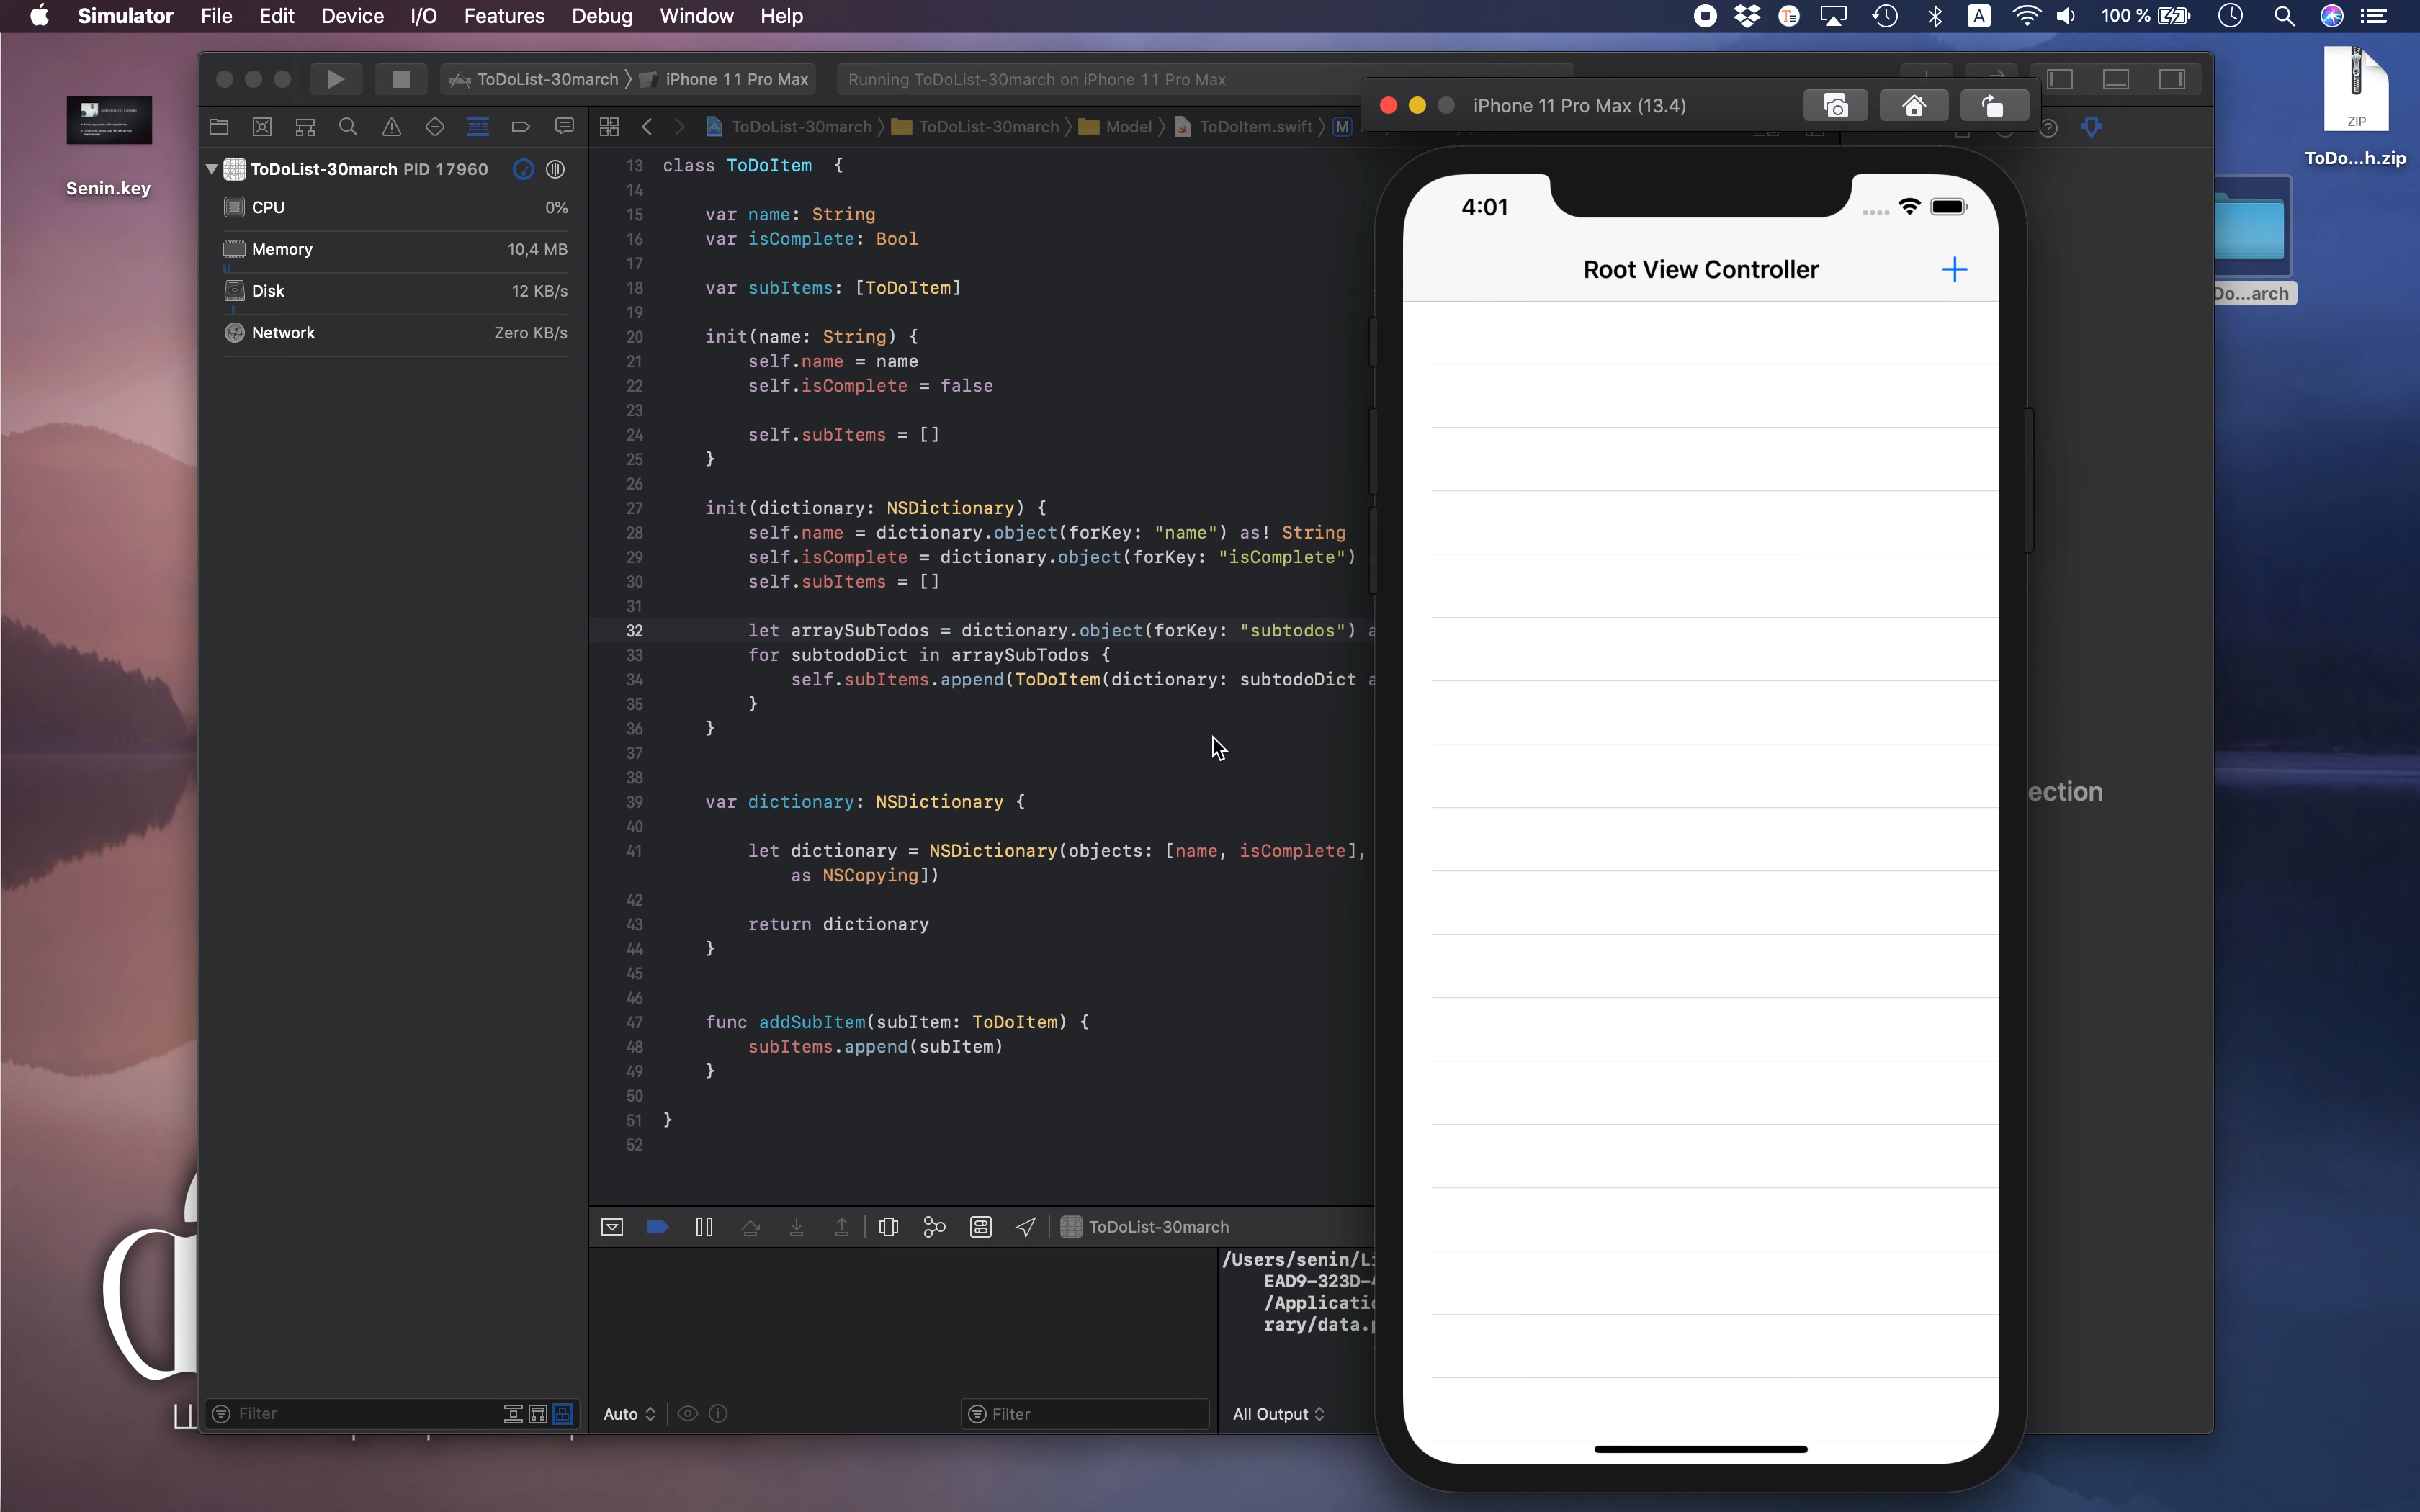 Simulator File Edit Device I/O Features Debug Window Help
A 100 %
Senin.key
ZIP
ToDo...h.zip
Do...arch
ToDoList-30march iPhone 11 Pro Max
Running ToDoList-30march on iPhone 11 Pro Max
iPhone 11 Pro Max (13.4)
ToDoList-30march ToDoList-30march Model ToDoItem.swift M
ToDoList-30march PID 17960
CPU 0%
Memory 10,4 MB
Disk 12 KB/s
Network Zero KB/s
13 class ToDoItem {
14
15 var name: String
16 var isComplete: Bool
17
18 var subItems: [ToDoItem]
19
20 init(name: String) {
21 self.name = name
22 self.isComplete = false
23
24 self.subItems = []
25 }
26
27 init(dictionary: NSDictionary) {
28 self.name = dictionary.object(forKey: "name") as! String
29 self.isComplete = dictionary.object(forKey: "isComplete")
30 self.subItems = []
31
32 let arraySubTodos = dictionary.object(forKey: "subtodos")
33 for subtodoDict in arraySubTodos {
34 self.subItems.append(ToDoItem(dictionary: subtodoDict
35 }
36 }
37
38
39 var dictionary: NSDictionary {
40
41 let dictionary = NSDictionary(objects: [name, isComplete],
as NSCopying])
42
43 return dictionary
44 }
45
46
47 func addSubItem(subItem: ToDoItem) {
48 subItems.append(subItem)
49 }
50
51 }
52
4:01
Root View Controller
ection
ToDoList-30march
/Users/senin/Li
EAD9-323D-
/Applicati
rary/data.
Filter
Auto
Filter
All Output